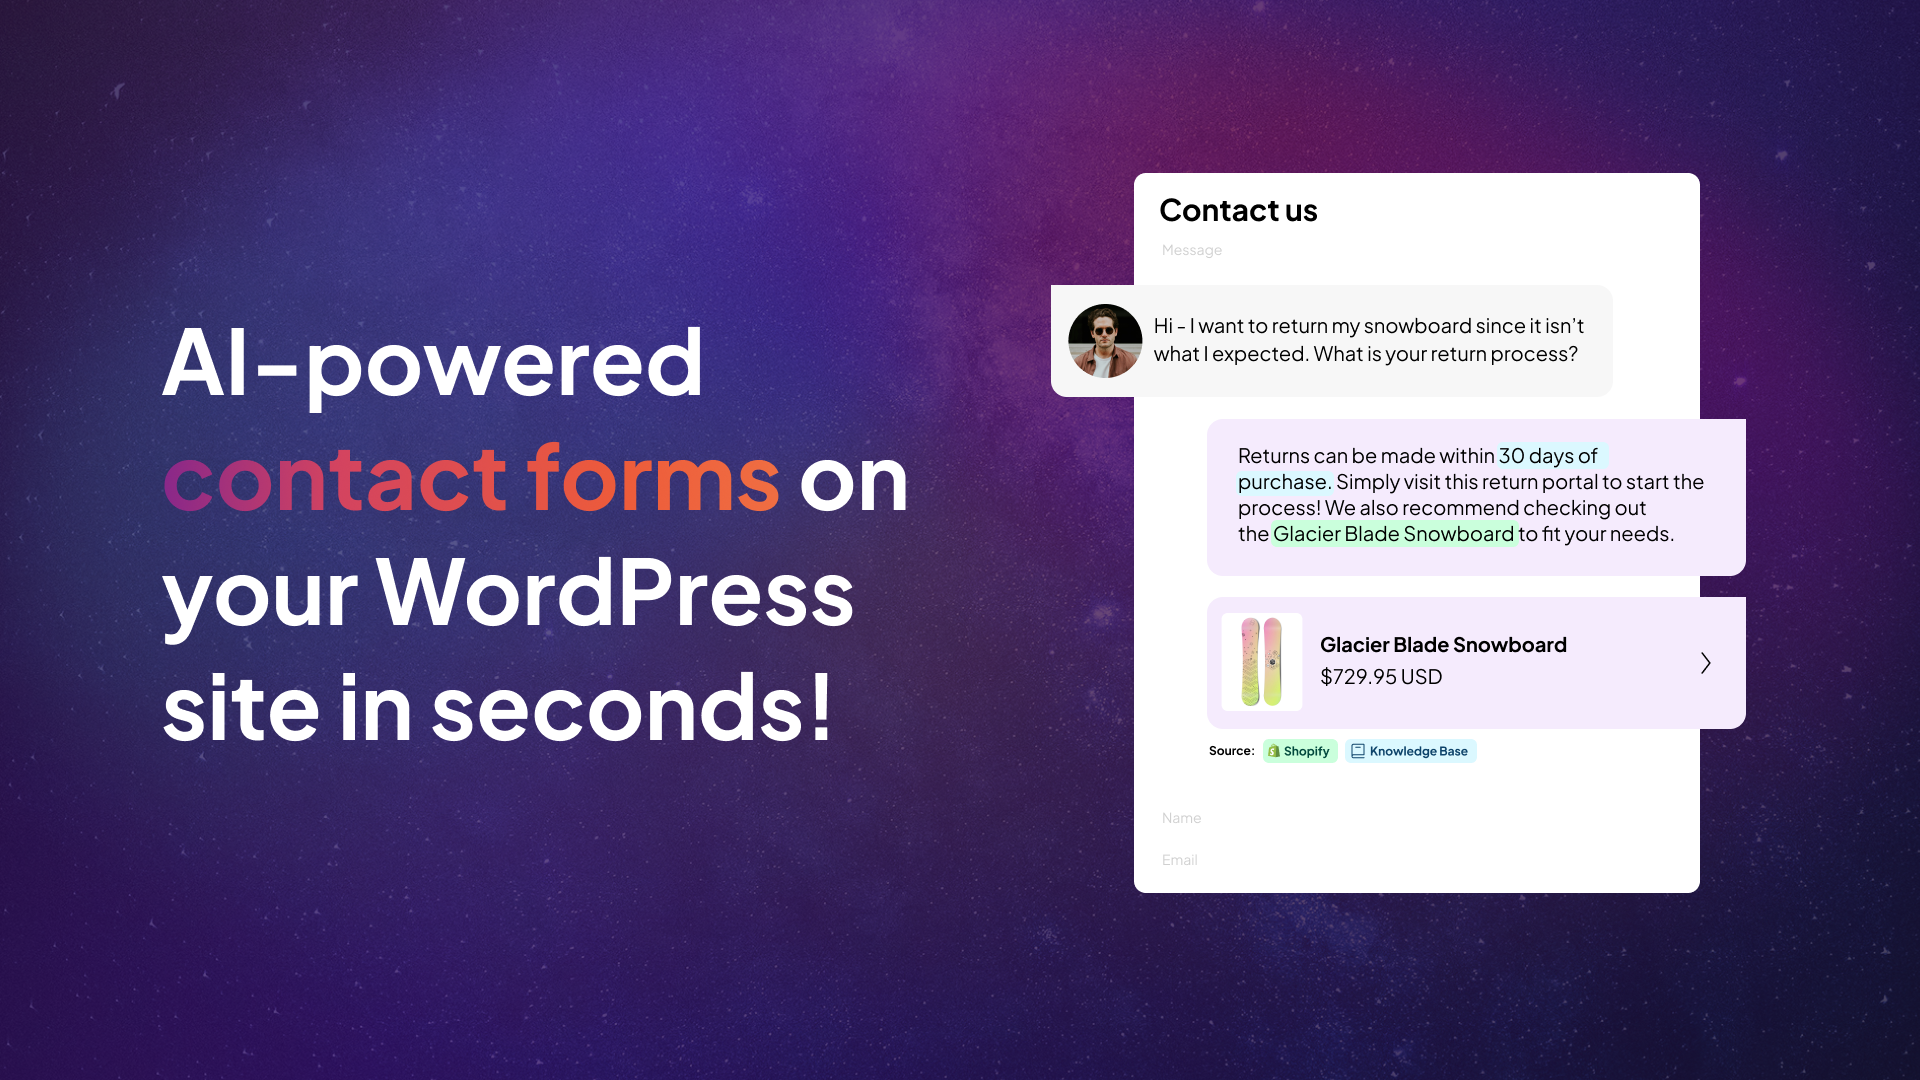 AI-powered
contact forms on
your WordPress
site in seconds!
Contact us
Message
Hi - I want to return my snowboard since it isn't
what I expected. What is your return process?
Returns can be made within 30 days of
purchase. Simply visit this return portal to start the
process! We also recommend checking out
the Glacier Blade Snowboard to fit your needs.
Glacier Blade Snowboard
$729.95 USD
Source: Shopify Knowledge Base
Name
Email